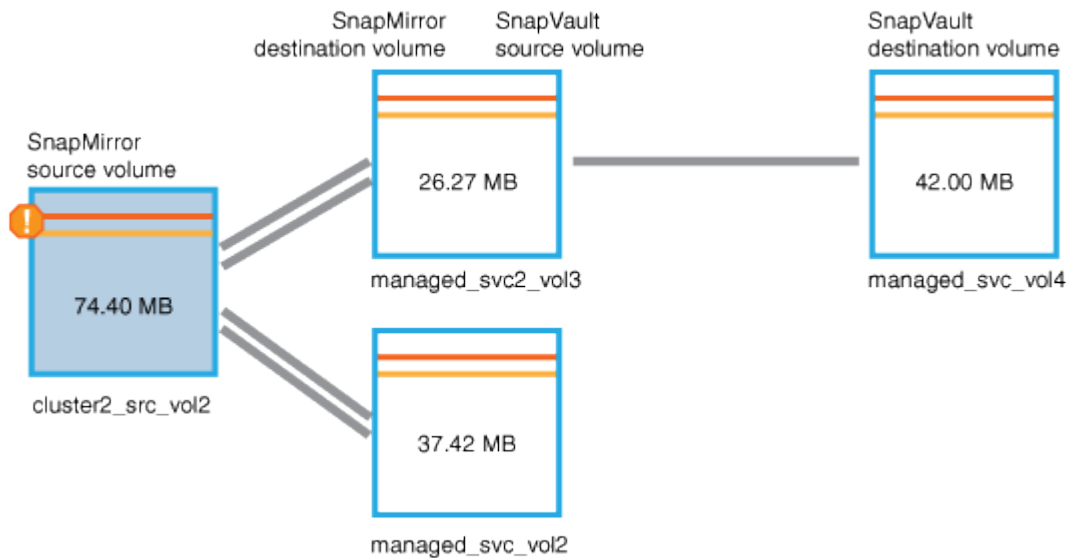 SnapMirror
destination volume
SnapVault
source volume
SnapVault
destination volume
SnapMirror
source volume
!
26.27 MB
42.00 MB
managed_svc2_vol3
managed_svc_vol4
74.40 MB
cluster2_src_vol2
37.42 MB
managed_svc_vol2